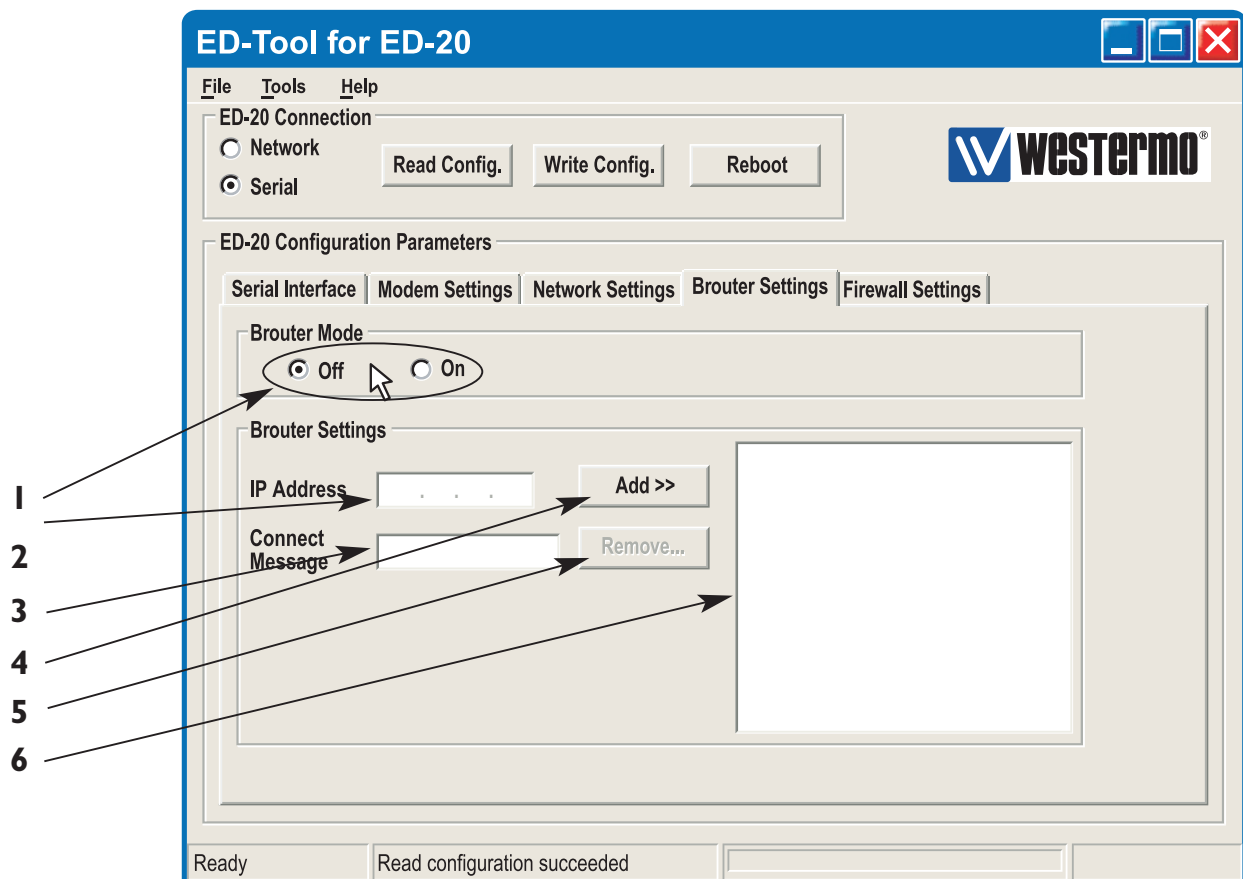 ED-Tool for ED-20
File Tools Help
ED-20 Connection
Network
Serial
Read Config. Write Config. Reboot
westermo®
ED-20 Configuration Parameters
Serial Interface Modem Settings Network Settings Brouter Settings Firewall Settings
Brouter Mode
Off On
Brouter Settings
IP Address . . . Add >>
Connect
Message
Remove...
1
2
3
4
5
6
Ready Read configuration succeeded